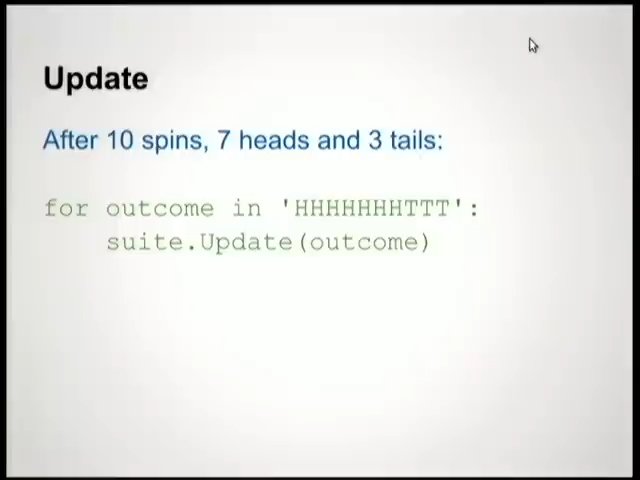 Update
After 10 spins, 7 heads and 3 tails:
for outcome in 'HHHHHHHTTT':
suite.Update(outcome)